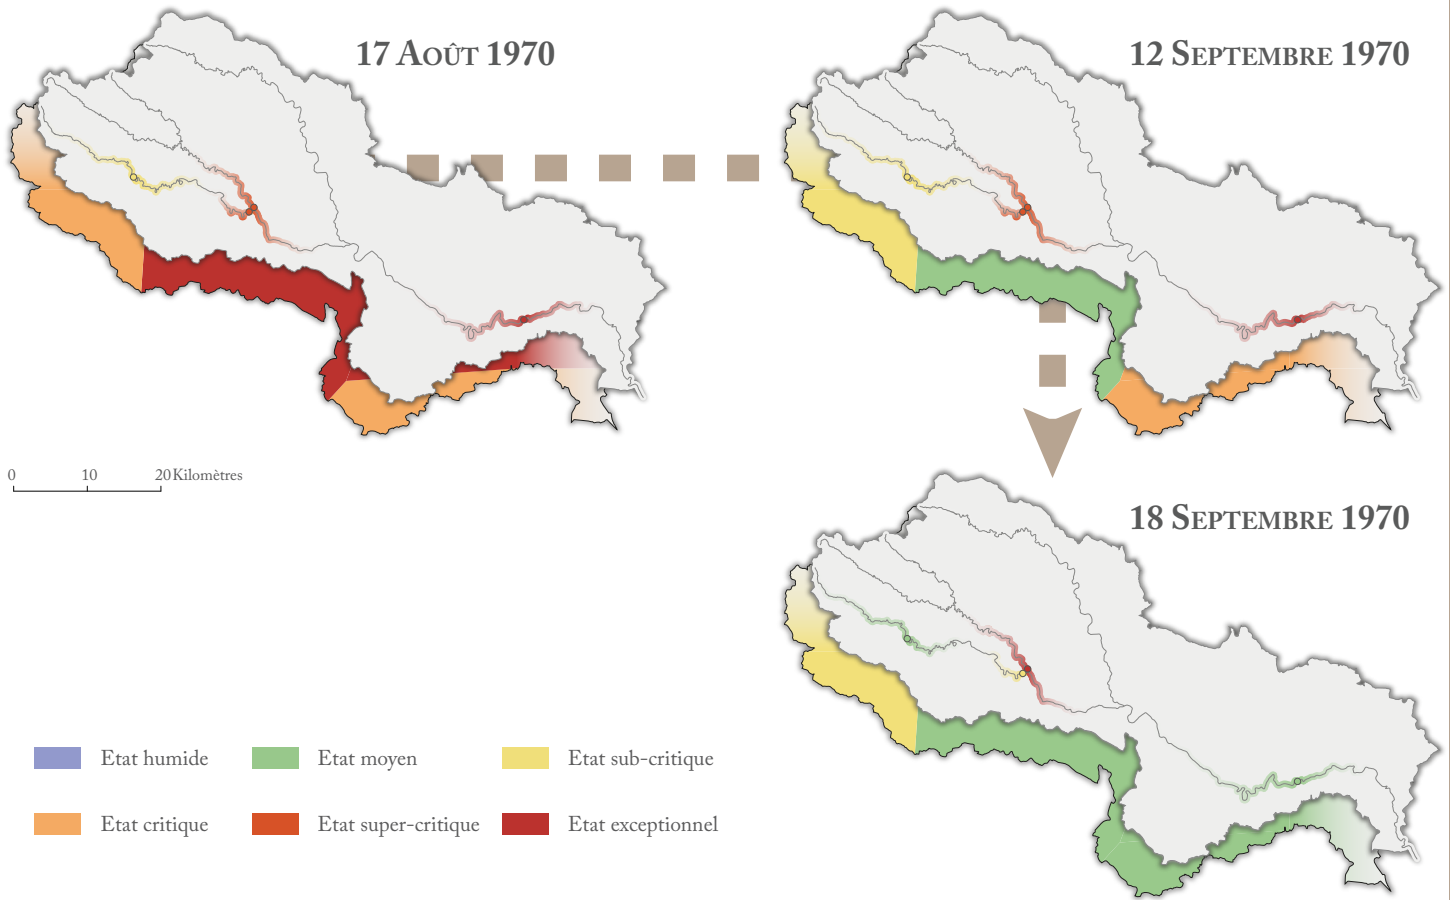 17 Août 1970
12 Septembre 1970
0 10 20 Kilomètres
18 Septembre 1970
Etat humide
Etat moyen
Etat sub-critique
Etat critique
Etat super-critique
Etat exceptionnel